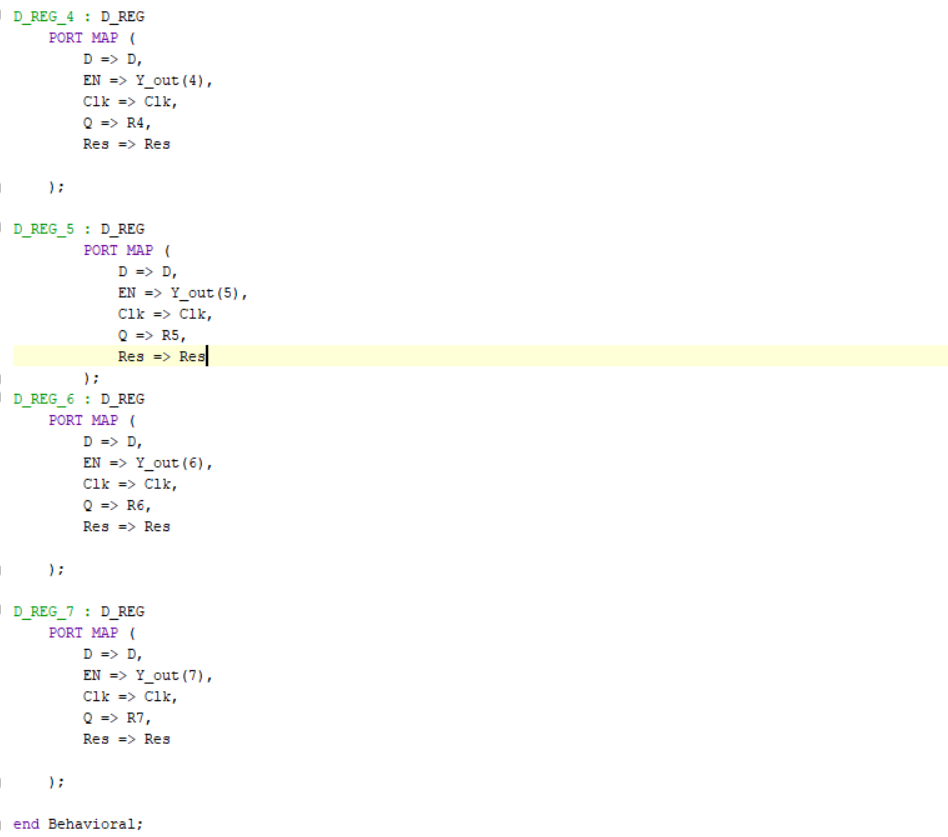 D_REG_4 : D_REG
PORT MAP (
D => D,
EN => Y_out(4),
Clk => Clk,
Q => R4,
Res => Res
);
D_REG_5 : D_REG
PORT MAP (
D => D,
EN => Y_out(5),
Clk => Clk,
Q => R5,
Res => Res
);
D_REG_6 : D_REG
PORT MAP (
D => D,
EN => Y_out(6),
Clk => Clk,
Q => R6,
Res => Res
);
D_REG_7 : D_REG
PORT MAP (
D => D,
EN => Y_out(7),
Clk => Clk,
Q => R7,
Res => Res
);
end Behavioral;